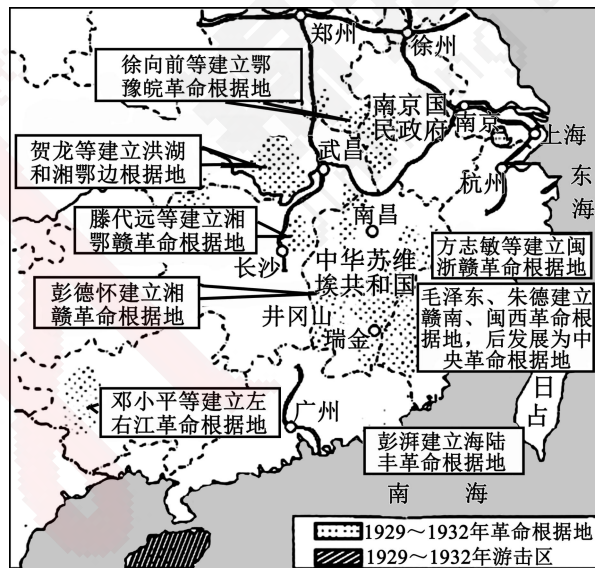 郑州
徐州
徐向前等建立鄂
豫皖革命根据地
南京国
民政府
南京
上海
贺龙等建立洪湖
和湘鄂边根据地
武昌
杭州
东
海
滕代远等建立湘
鄂赣革命根据地
南昌
长沙
中华苏维
埃共和国
方志敏等建立闽
浙赣革命根据地
彭德怀建立湘
赣革命根据地
井冈山
瑞金
毛泽东、朱德建立
赣南、闽西革命根
据地，后发展为中
央革命根据地
邓小平等建立左
右江革命根据地
广州
日
占
彭湃建立海陆
丰革命根据地
南海
1929～1932年革命根据地
1929～1932年游击区